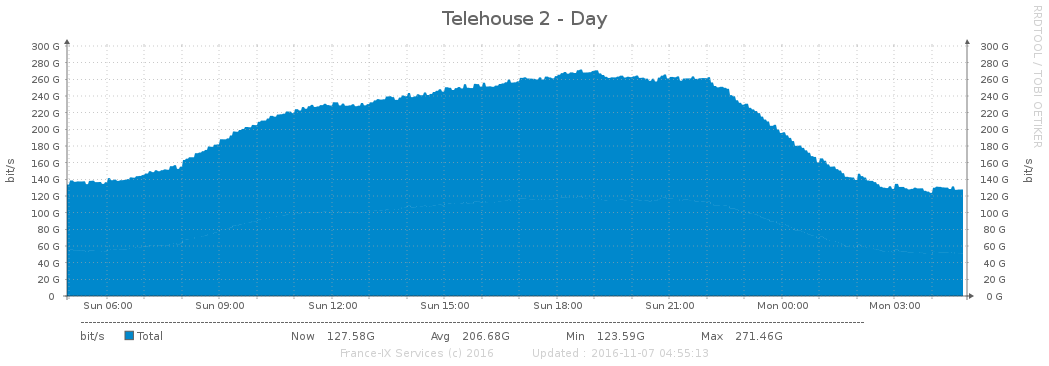 Telehouse 2 - Day
RRDTOOL / TOBI OETIKER
300 G 300 G
280 G 280 G
260 G 260 G
240 G 240 G
220 G 220 G
200 G 200 G
180 G 180 G
160 G 160 G
140 G 140 G
120 G 120 G
100 G 100 G
80 G 80 G
60 G 60 G
40 G 40 G
20 G 20 G
0 0 G
bit/s bit/s
Sun 06:00 Sun 09:00 Sun 12:00 Sun 15:00 Sun 18:00 Sun 21:00 Mon 00:00 Mon 03:00
bit/s Total Now 127.58G Avg 206.68G Min 123.59G Max 271.46G
France-IX Services (c) 2016 Updated : 2016-11-07 04:55:13